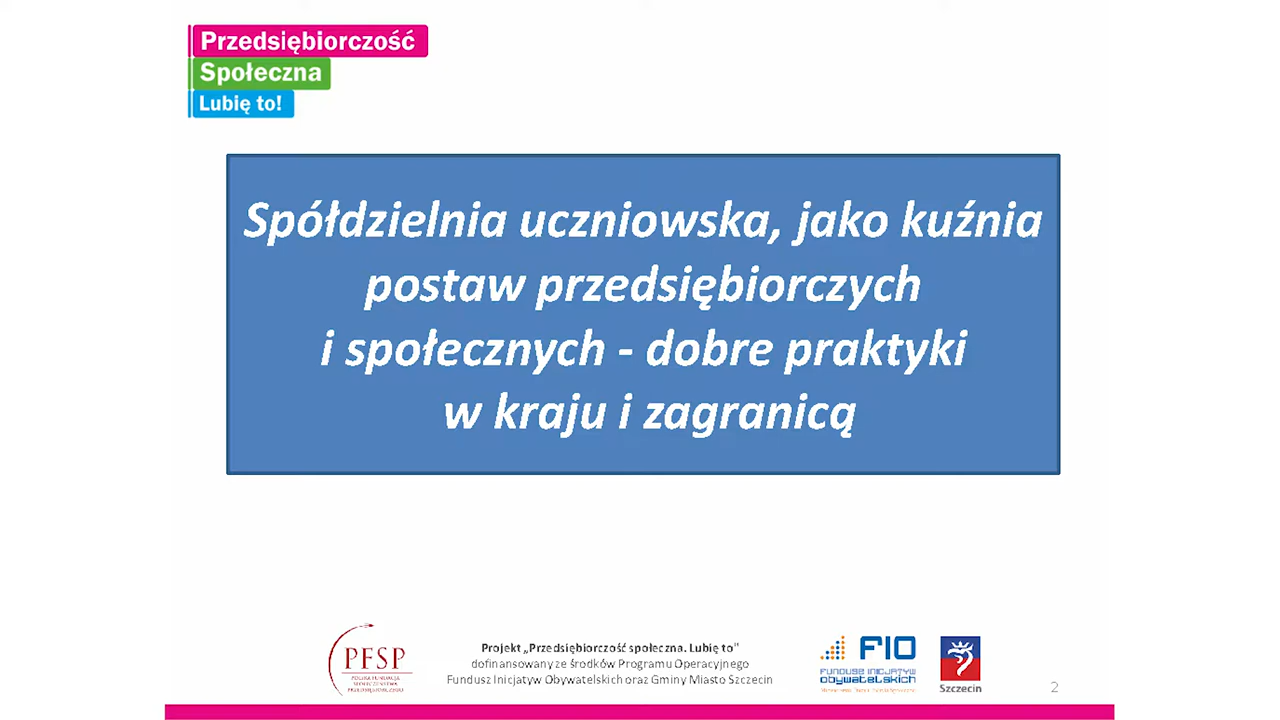 Przedsiębiorczość
Społeczna
Lubię to!
Spółdzielnia uczniowska, jako kuźnia
postaw przedsiębiorczych
i społecznych - dobre praktyki
w kraju i zagranicą
PFSP
POLSKA FUNDACJA
Projekt „Przedsiębiorczość społeczna. Lubię to"
dofinansowany ze środków Programu Operacyjnego
Fundusz Inicjatyw Obywatelskich oraz Gminy Miasto Szczecin
FIO
FUNDUSZ INICJATYW
OBYWATELSKICH
Szczecin
2